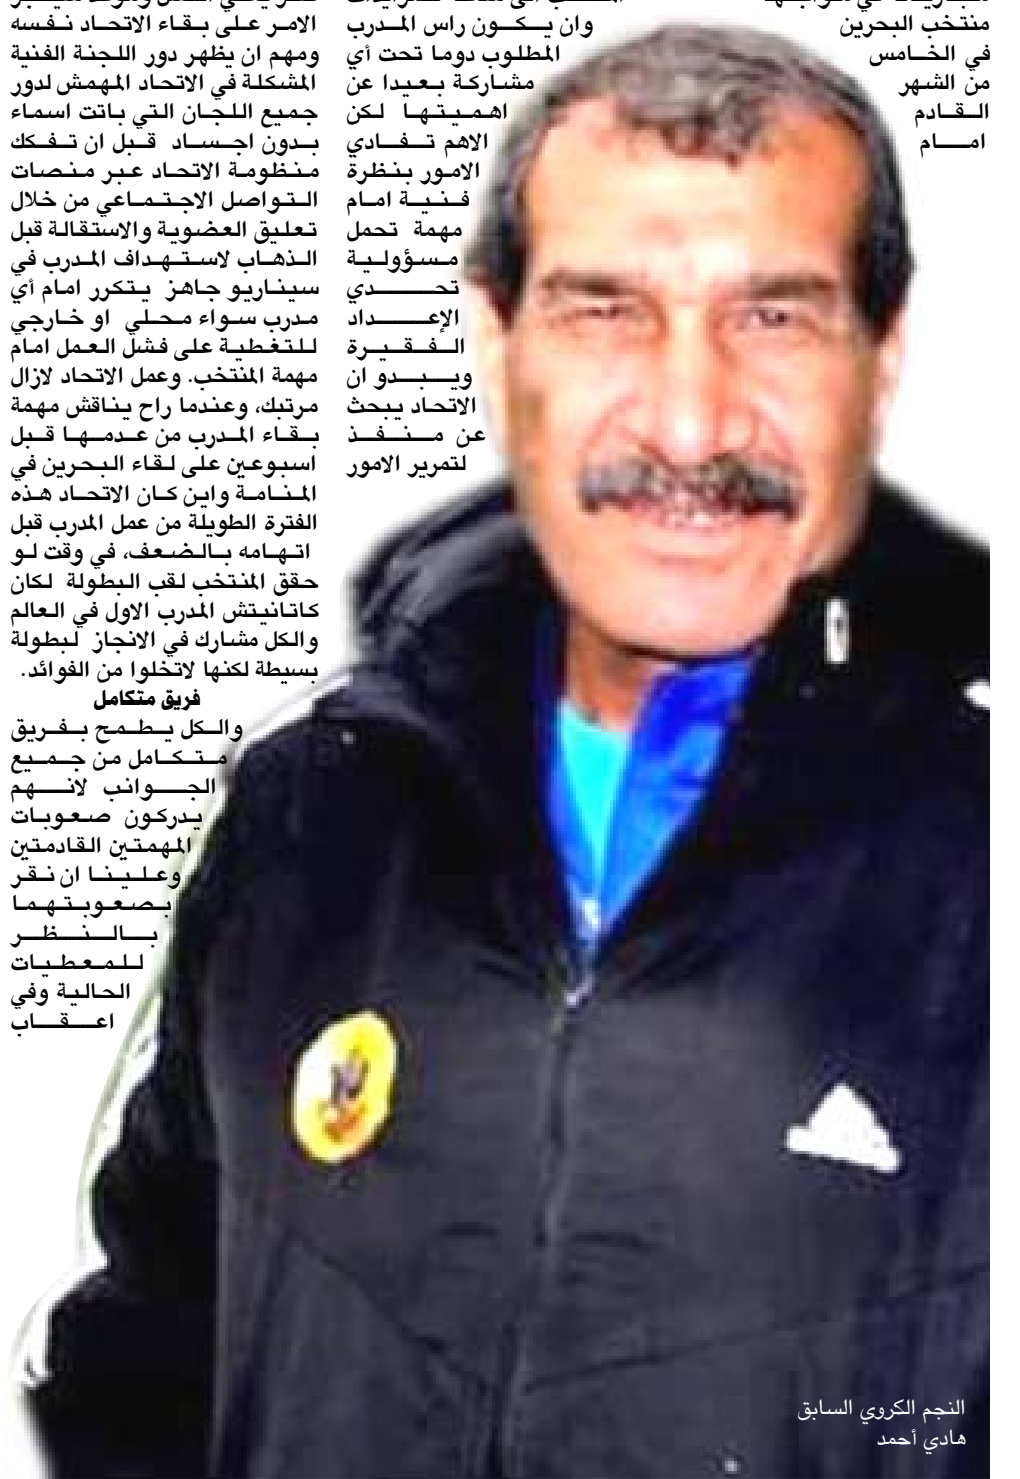 منتخب البحرين
في الخامس
من الشهر
القادم
امام
وان يكون راس المدرب
المطلوب دوما تحت أي
مشاركة بعيدا عن
اهميتها لكن
الاهم تفادي
الامور بنظرة
فنية امام
مهمة تحمل
مسؤولية
تحدي
الإعداد
الفقيرة
ويبدو ان
الاتحاد يبحث
عن منفذ
لتمرير الامور
الامر على بقاء الاتحاد نفسه
ومهم ان يظهر دور اللجنة الفنية
المشكلة في الاتحاد المهمش لدور
جميع اللجان التي باتت اسماء
بدون اجساد قبل ان تفكك
منظومة الاتحاد عبر منصات
التواصل الاجتماعي من خلال
تعليق العضوية والاستقالة قبل
الذهاب لاستهداف المدرب في
سيناريو جاهز يتكرر امام أي
مدرب سواء محلي او خارجي
للتغطية على فشل العمل امام
مهمة المنتخب. وعمل الاتحاد لازال
مرتبك، وعندما راح يناقش مهمة
بقاء المدرب من عدمها قبل
اسبوعين على لقاء البحرين في
المنامة واين كان الاتحاد هذه
الفترة الطويلة من عمل المدرب قبل
اتهامه بالضعف، في وقت لو
حقق المنتخب لقب البطولة لكان
كاتانيتش المدرب الاول في العالم
والكل مشارك في الانجاز لبطولة
بسيطة لكنها لاتخلوا من الفوائد.
فريق متكامل
والكل يطمح بفريق
متكامل من جميع
الجوانب لانهم
يدركون صعوبات
المهمتين القادمتين
وعلينا ان نقر
بصعوبتهما
بالنظر
للمعطيات
الحالية وفي
اعقاب
النجم الكروي السابق
هادي أحمد